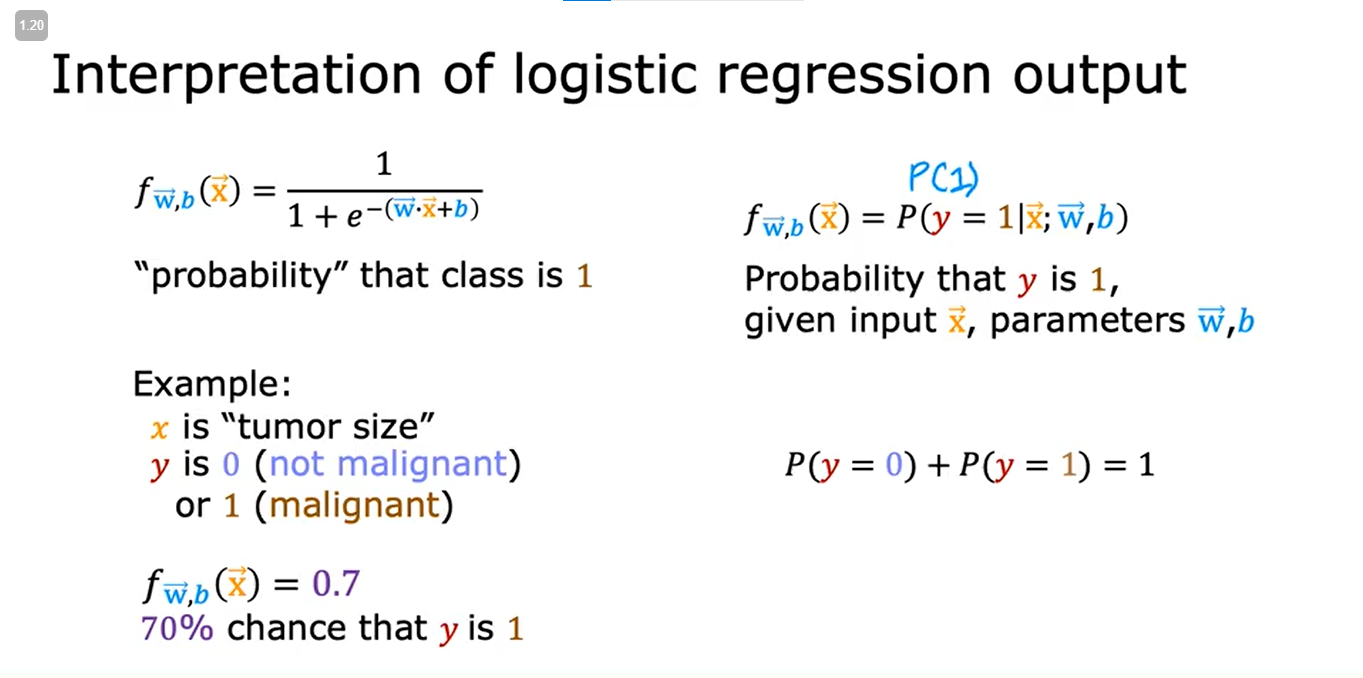 1.20
Interpretation of logistic regression output
f_{\vec{w},b}(\vec{x}) = \frac{1}{1 + e^{-(\vec{w}\cdot\vec{x}+b)}}
“probability” that class is 1
Example:
x is “tumor size”
y is 0 (not malignant)
or 1 (malignant)
f_{\vec{w},b}(\vec{x}) = 0.7
70% chance that y is 1
P(1)
f_{\vec{w},b}(\vec{x}) = P(y = 1|\vec{x}; \vec{w},b)
Probability that y is 1,
given input \vec{x}, parameters \vec{w},b
P(y = 0) + P(y = 1) = 1